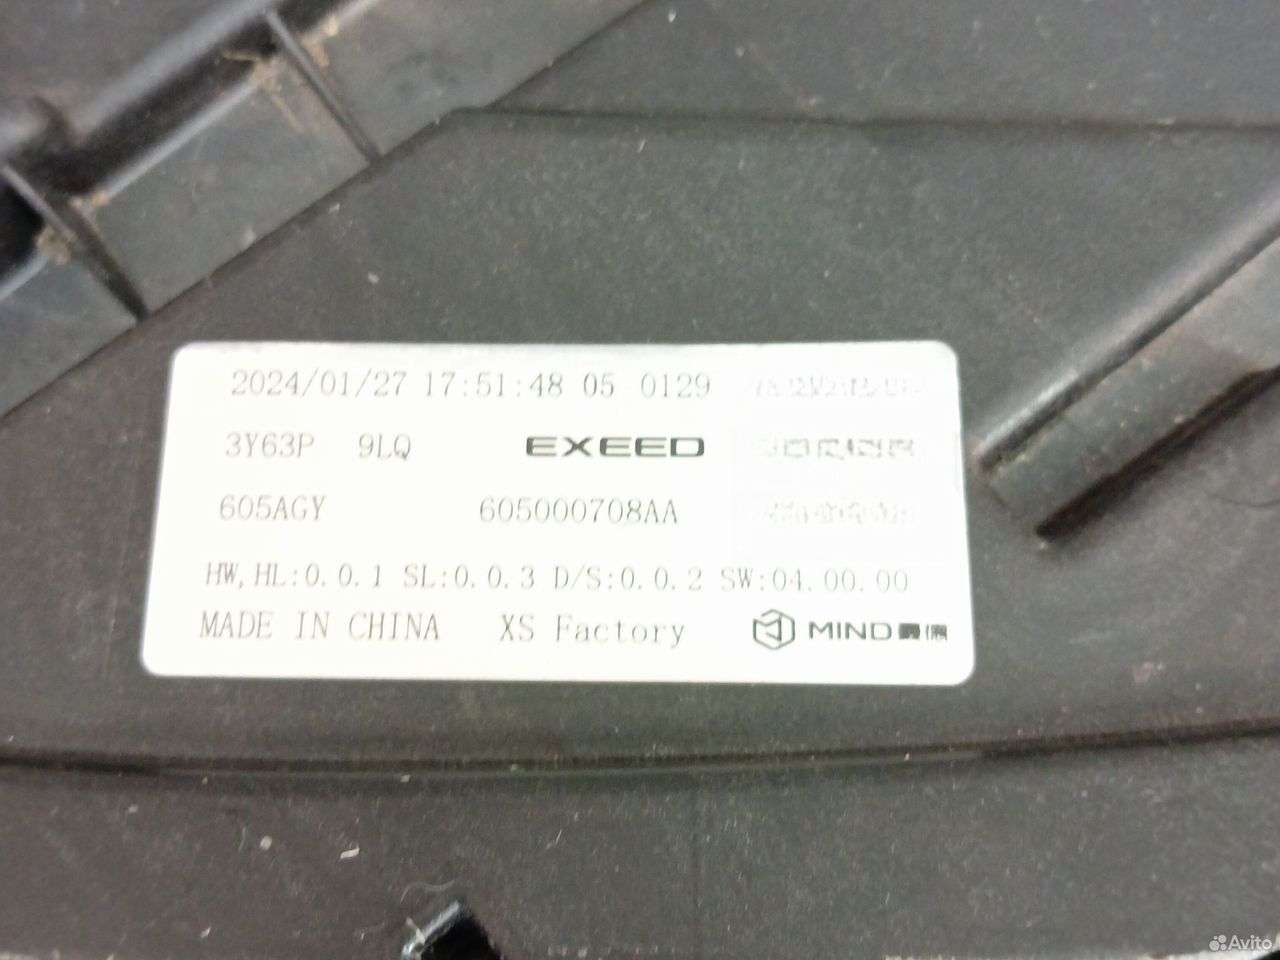 2024/01/27 17:51:48 05 0129
3Y63P 9LQ EXEED
605AGY 605000708AA
HW,HL:0.0.1 SL:0.0.3 D/S:0.0.2 SW:04.00.00
MADE IN CHINA XS Factory MIND
Avito